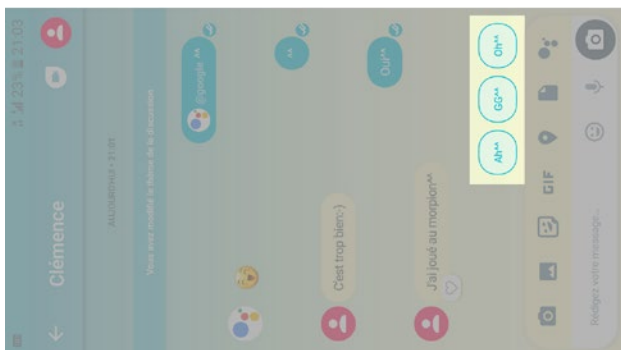 23% 21:03
Clémence
AUJOURD'HUI • 21:01
Vous avez modifié le thème de la discussion
@google ^^
^^
C'est trop bien:-)
Oui^^
J'ai joué au morpion^^
Ah^^ GG^^ Oh^^
GIF
Rédigez votre message...